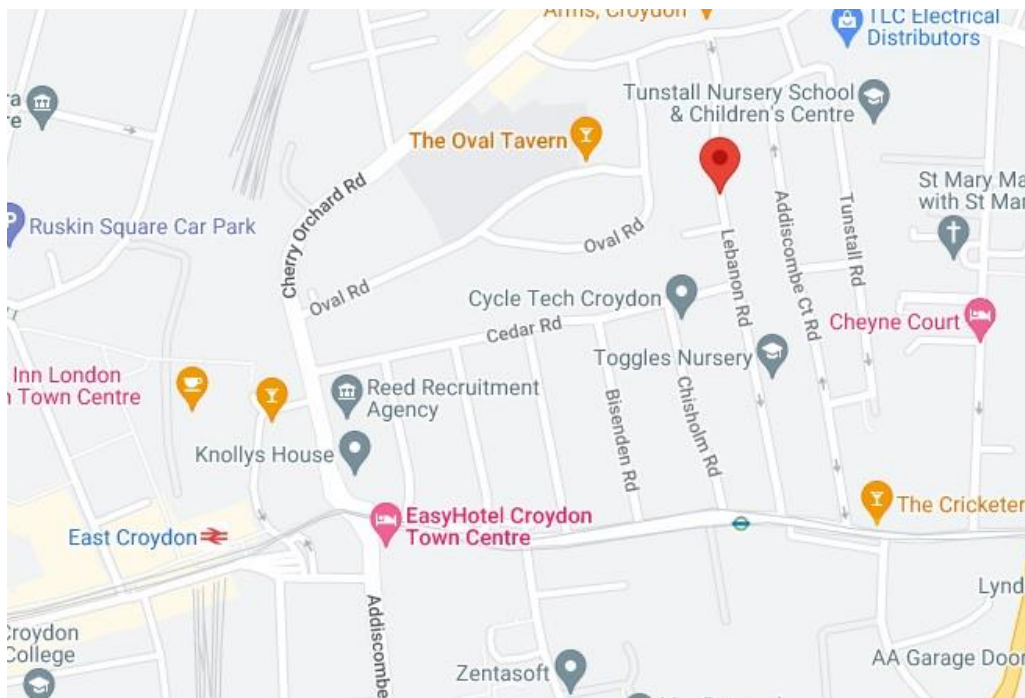 Arms, Croydon
TLC Electrical
Distributors
Tunstall Nursery School
& Children's Centre
The Oval Tavern
Cherry Orchard Rd
St Mary Ma
with St Mar
Ruskin Square Car Park
Oval Rd
Oval Rd
Lebanon Rd
Addiscombe Ct Rd
Tunstall Rd
Cycle Tech Croydon
Cedar Rd
Cheyne Court
Toggles Nursery
Inn London
Town Centre
Reed Recruitment
Agency
Bisenden Rd
Chisholm Rd
Knollys House
EasyHotel Croydon
Town Centre
The Cricketer
East Croydon
Addiscombe
Lynd
Croydon
College
Zentasoft
AA Garage Door